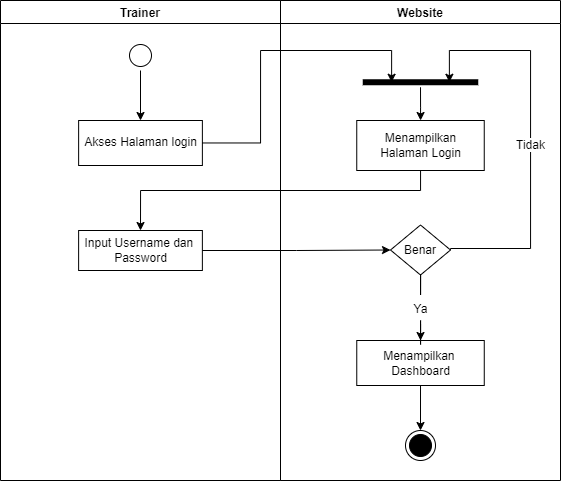 Trainer
Website
Akses Halaman login
Menampilkan
Halaman Login
Tidak
Input Username dan
Password
Benar
Ya
Menampilkan
Dashboard